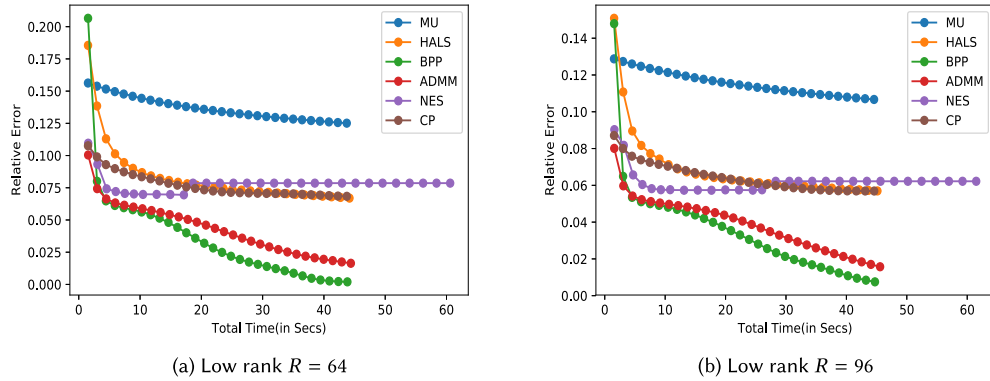 0.200
0.175
0.150
0.125
0.100
0.075
0.050
0.025
0.000
Relative Error
0 10 20 30 40 50 60
Total Time(in Secs)
MU
HALS
BPP
ADMM
NES
CP
(a) Low rank R = 64
0.14
0.12
0.10
0.08
0.06
0.04
0.02
0.00
Relative Error
0 10 20 30 40 50 60
Total Time(in Secs)
MU
HALS
BPP
ADMM
NES
CP
(b) Low rank R = 96